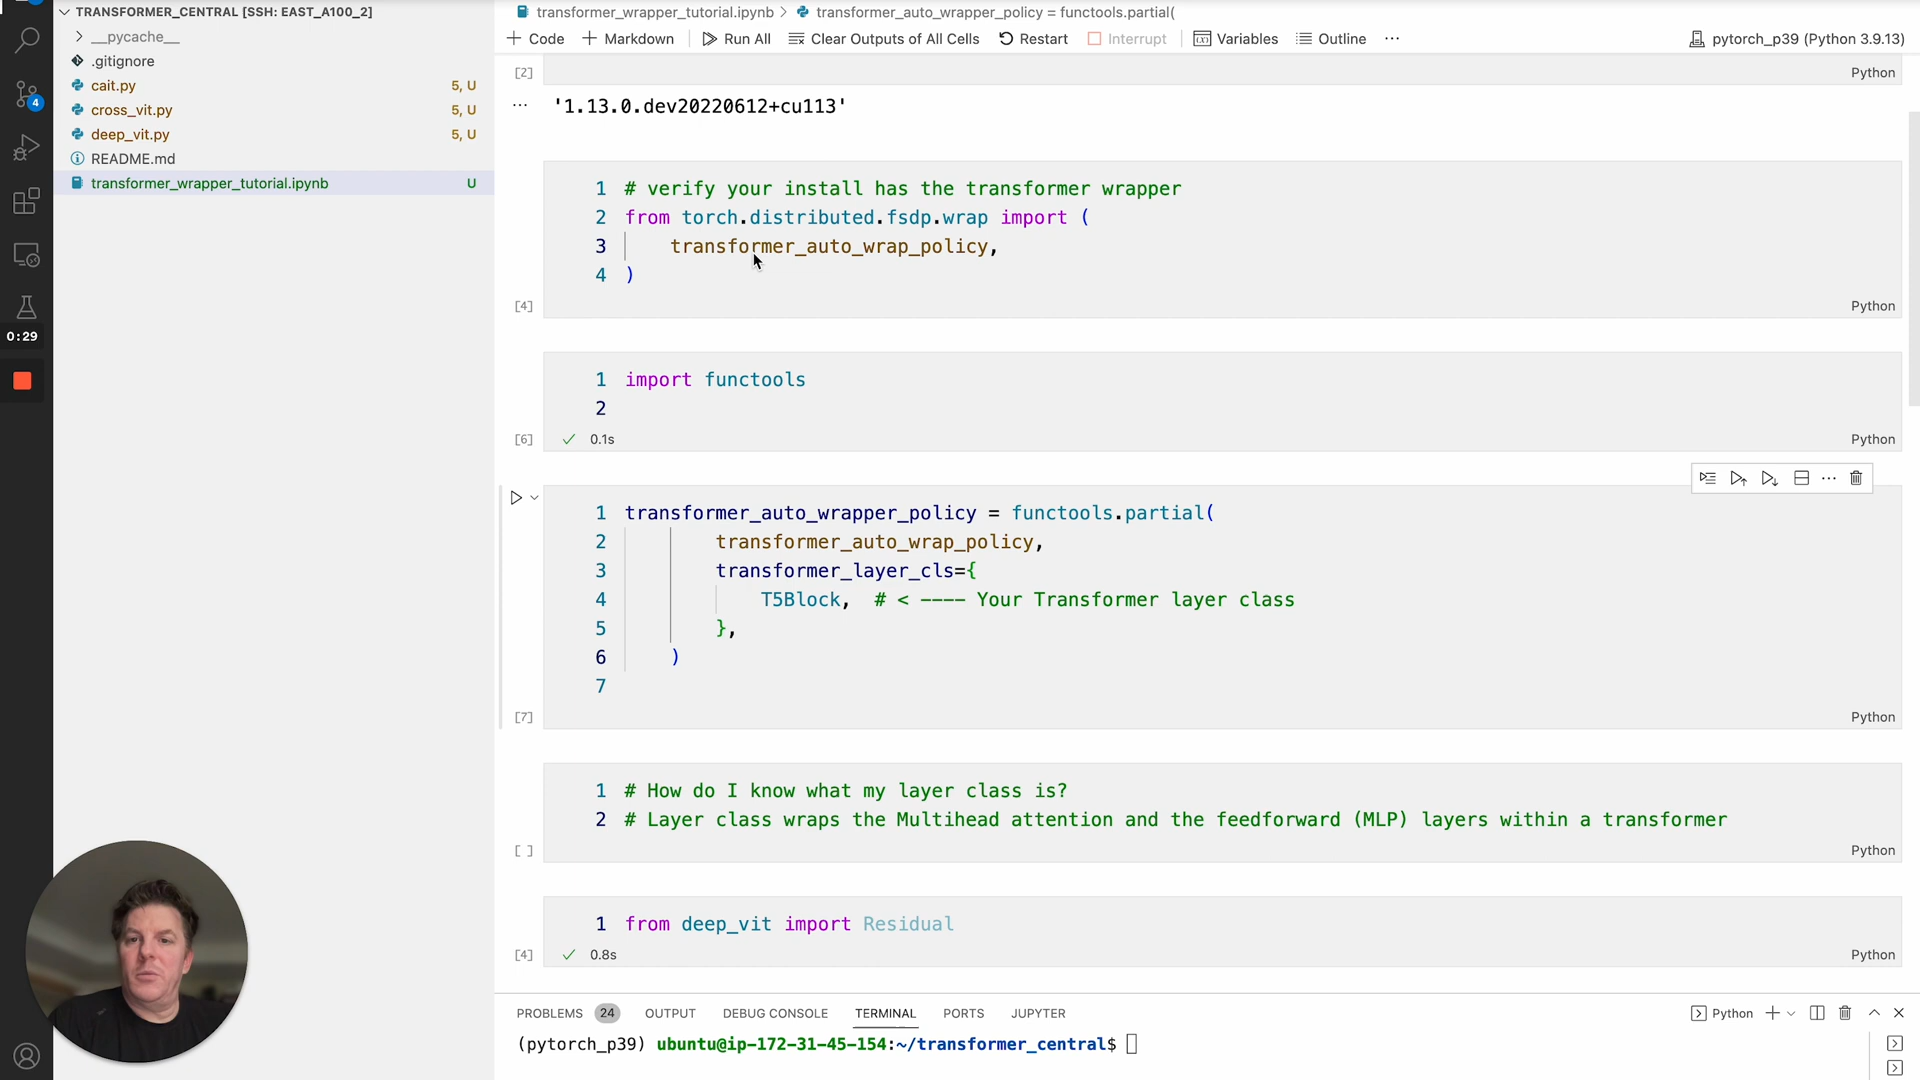 TRANSFORMER_CENTRAL [SSH: EAST_A100_2]
__pycache__
.gitignore
cait.py 5, U
cross_vit.py 5, U
deep_vit.py 5, U
README.md
transformer_wrapper_tutorial.ipynb U
4
0:29
transformer_wrapper_tutorial.ipynb > transformer_auto_wrapper_policy = functools.partial(
+ Code + Markdown Run All Clear Outputs of All Cells Restart Interrupt Variables Outline ··· pytorch_p39 (Python 3.9.13)
[2] Python
··· '1.13.0.dev20220612+cu113'
1 # verify your install has the transformer wrapper
2 from torch.distributed.fsdp.wrap import (
3 transformer_auto_wrap_policy,
4 )
[4] Python
1 import functools
2
[6] ✓ 0.1s Python
1 transformer_auto_wrapper_policy = functools.partial(
2 transformer_auto_wrap_policy,
3 transformer_layer_cls={
4 T5Block, # < ---- Your Transformer layer class
5 },
6 )
7
[7] Python
1 # How do I know what my layer class is?
2 # Layer class wraps the Multihead attention and the feedforward (MLP) layers within a transformer
[ ] Python
1 from deep_vit import Residual
[4] ✓ 0.8s Python
PROBLEMS 24 OUTPUT DEBUG CONSOLE TERMINAL PORTS JUPYTER Python
(pytorch_p39) ubuntu@ip-172-31-45-154:~/transformer_central$